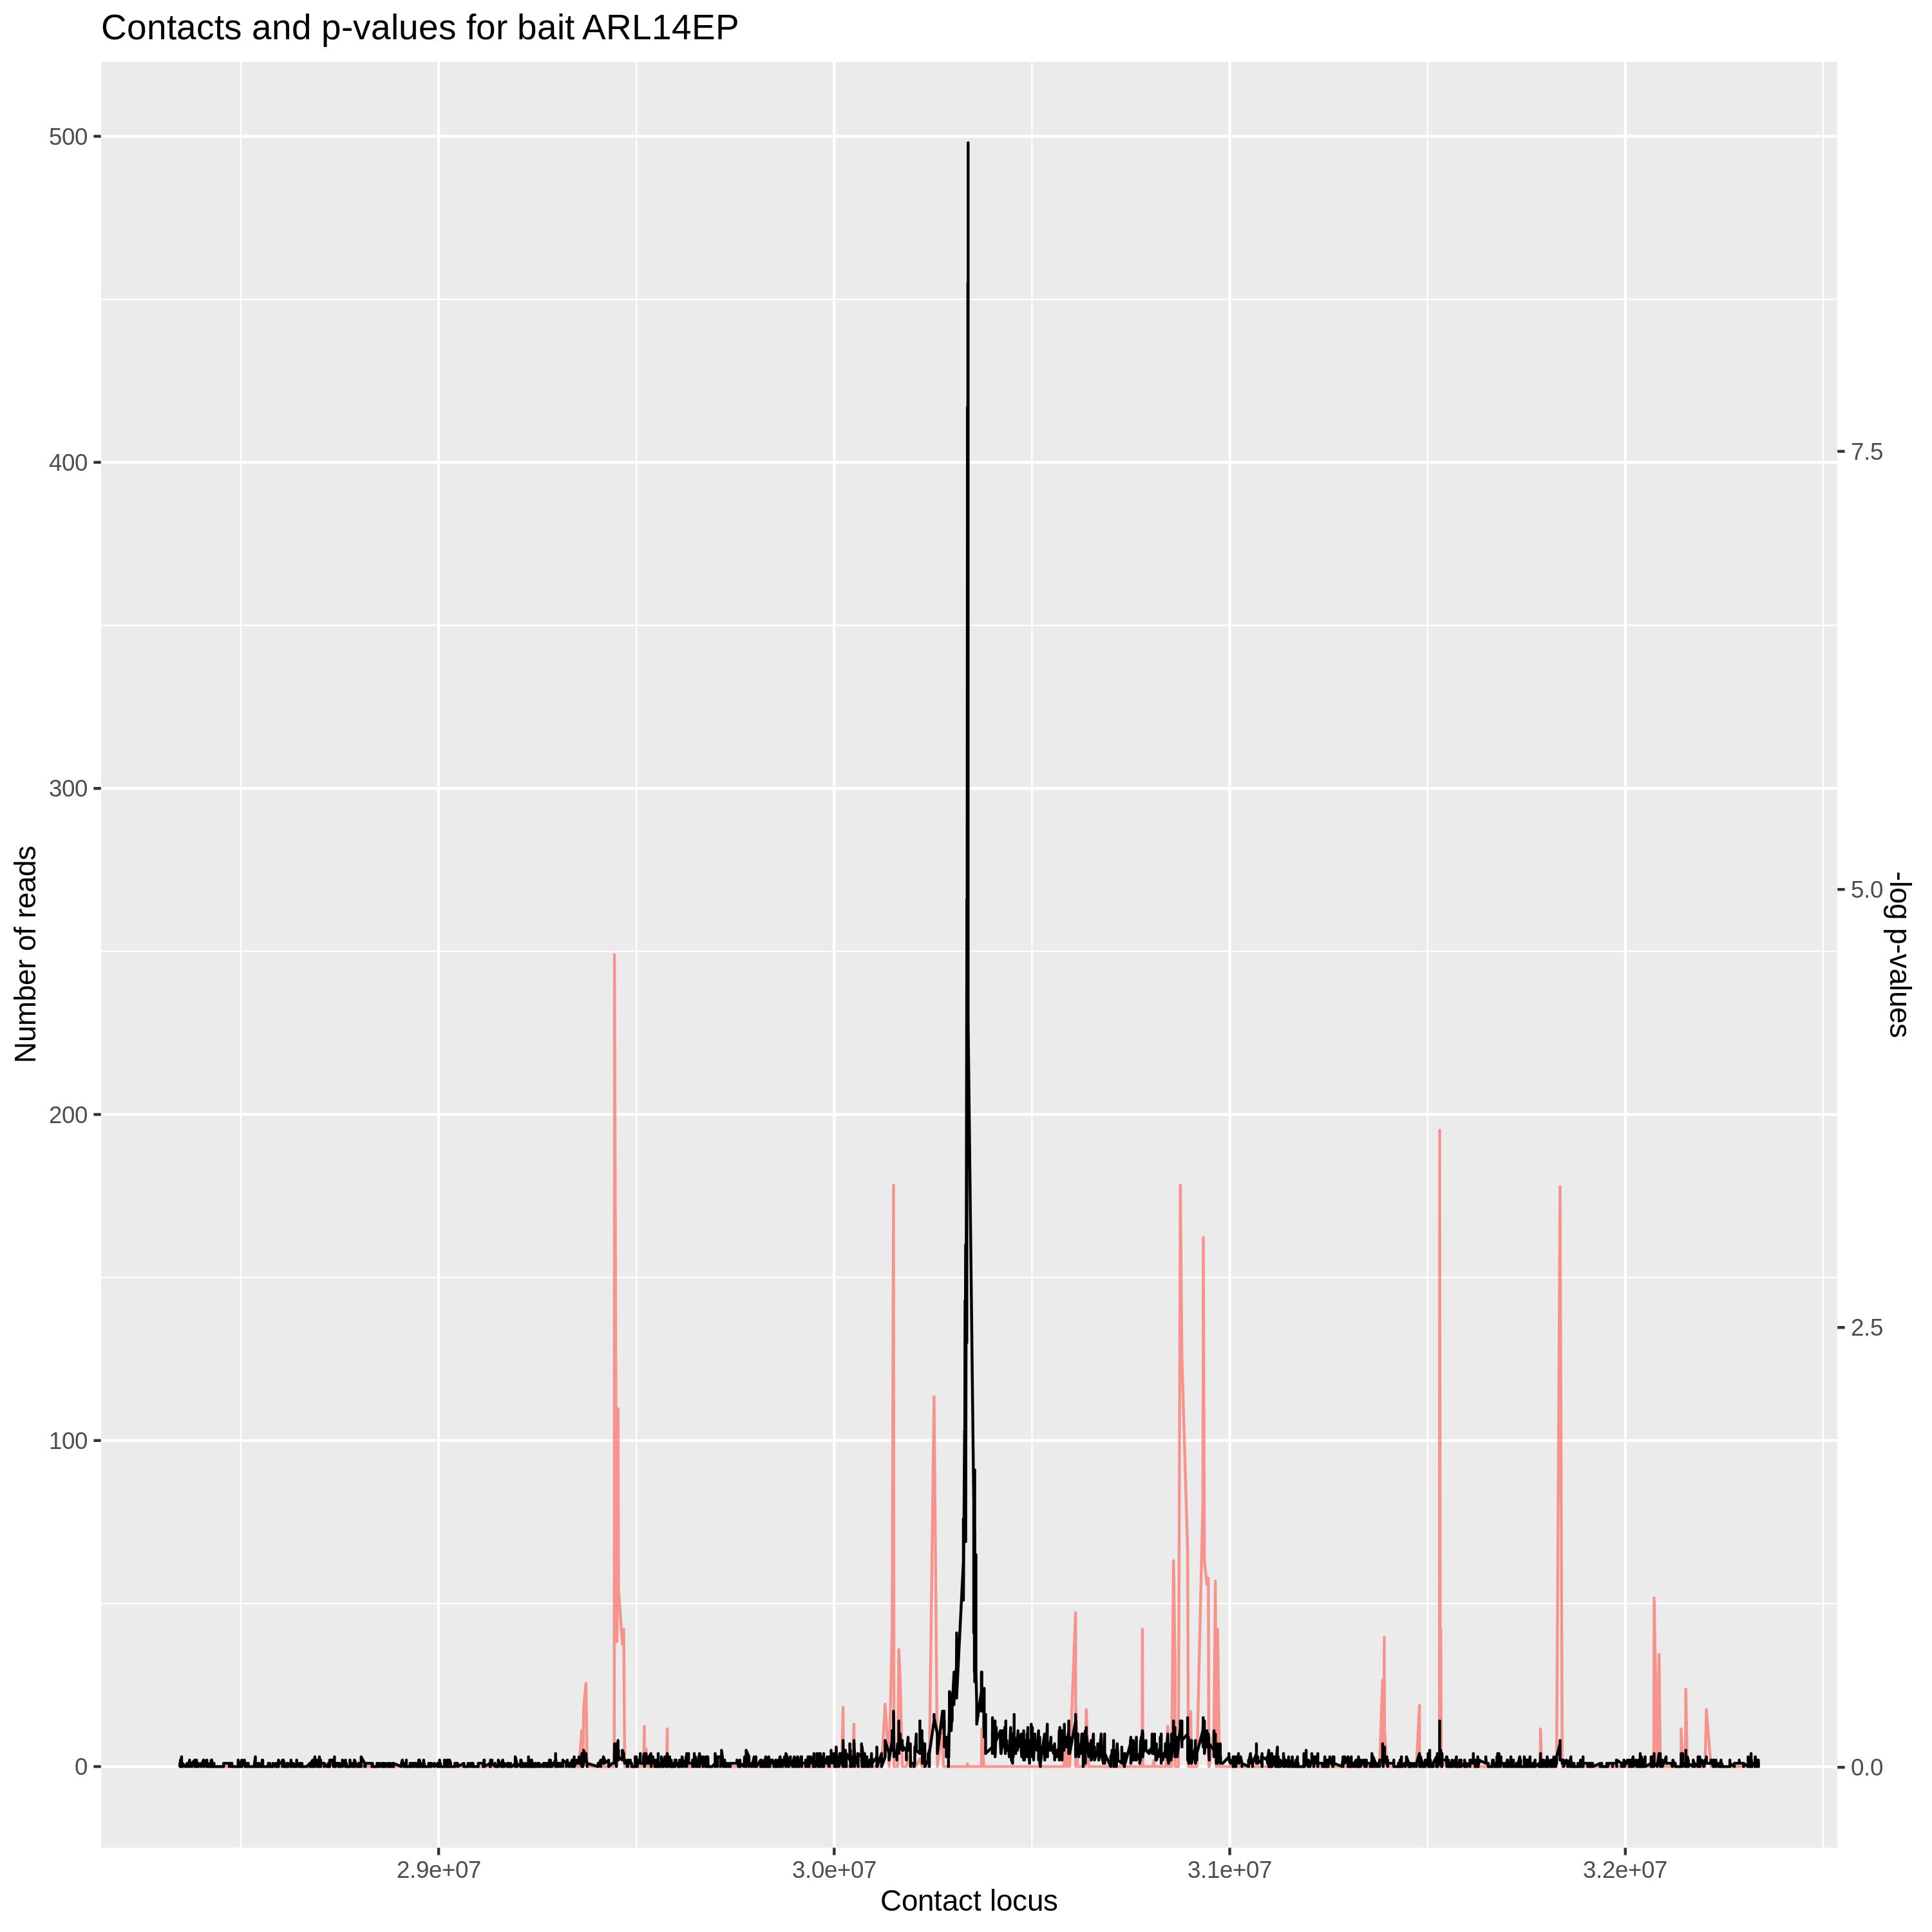 Contacts and p-values for bait ARL14EP
500
400
300
200
100
0
Number of reads
7.5
5.0
2.5
0.0
-log p-values
2.9e+07
3.0e+07
3.1e+07
3.2e+07
Contact locus